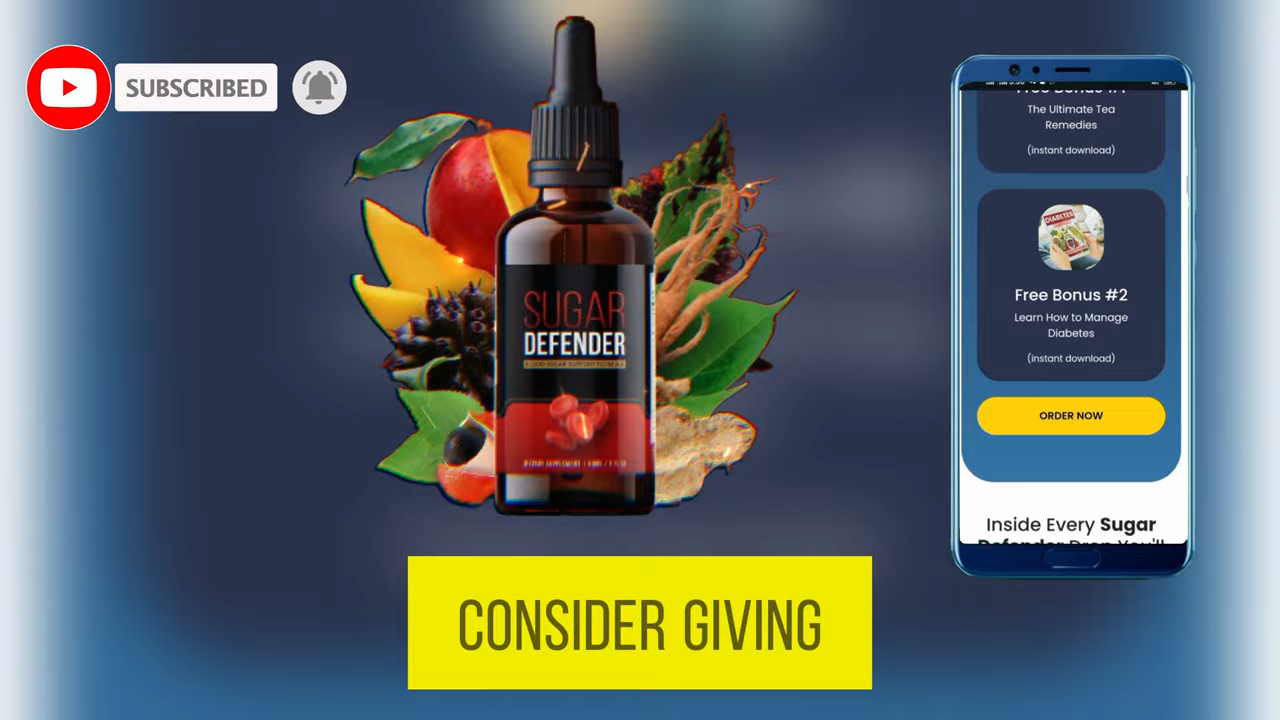 SUBSCRIBED
SUGAR
DEFENDER
The Ultimate Tea
Remedies
(instant download)
DIABETES
Free Bonus #2
Learn How to Manage
Diabetes
(instant download)
ORDER NOW
Inside Every Sugar
CONSIDER GIVING